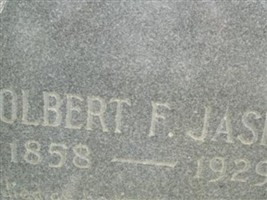 OLBERT F. JAS
1858 — 1929